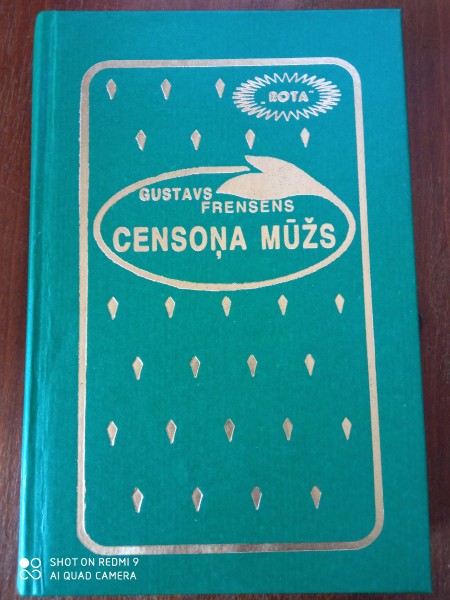 „ROTA"
GUSTAVS
FRENSENS
CENSOŅA MŪŽS
SHOT ON REDMI 9
AI QUAD CAMERA